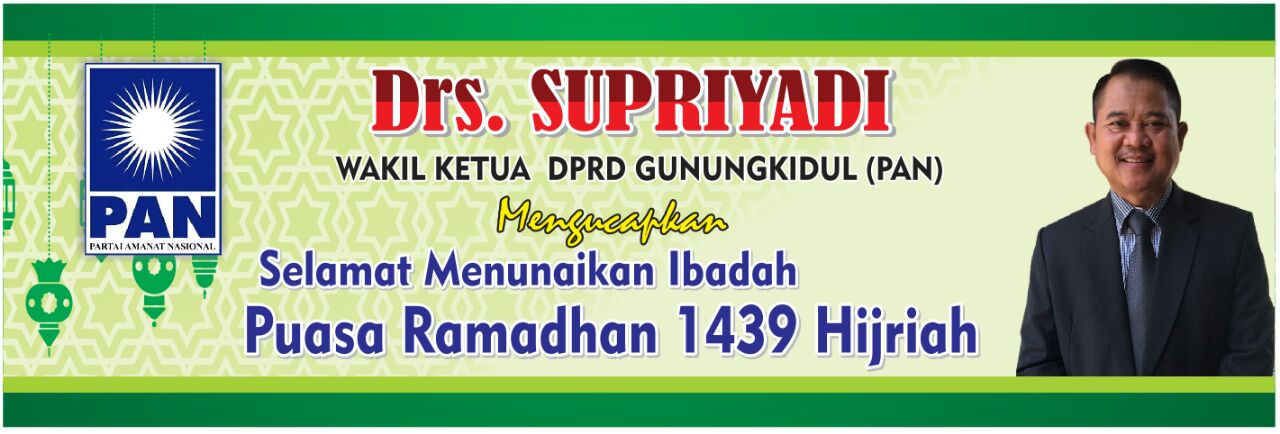 PAN
PARTAI AMANAT NASIONAL
Drs. SUPRIYADI
WAKIL KETUA DPRD GUNUNGKIDUL (PAN)
Mengucapkan
Selamat Menunaikan Ibadah
Puasa Ramadhan 1439 Hijriah